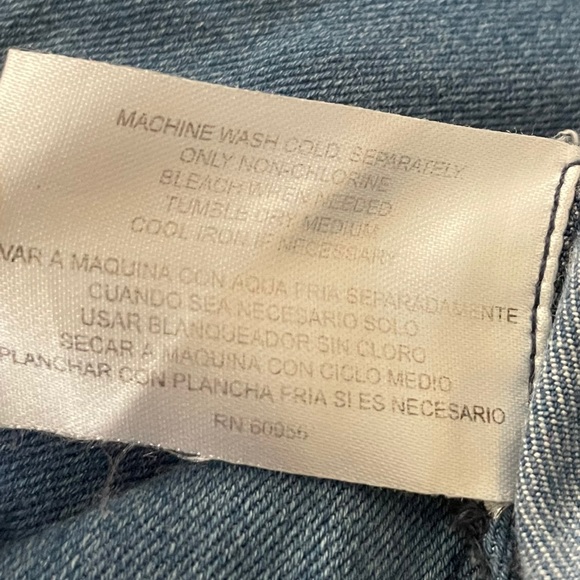 MACHINE WASH COLD, SEPARATELY
ONLY NON-CHLORINE
BLEACH WHEN NEEDED
TUMBLE DRY MEDIUM
COOL IRON IF NECESSARY
VAR A MAQUINA CON AQUA FRIA SEPARADAMENTE
CUANDO SEA NECESARIO SOLO
USAR BLANQUEADOR SIN CLORO
SECAR A MAQUINA CON CICLO MEDIO
PLANCHAR CON PLANCHA FRIA SI ES NECESARIO
RN 60956